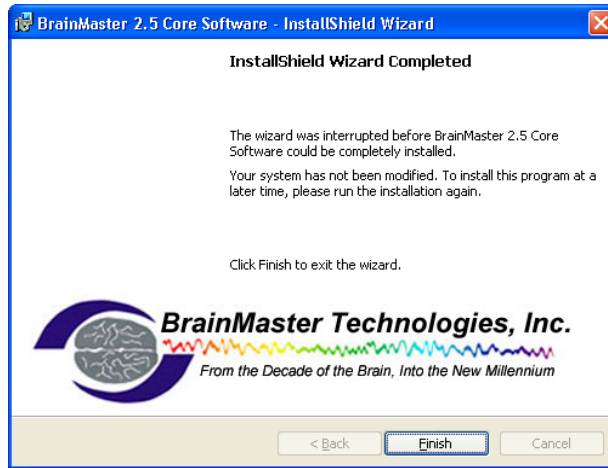 BrainMaster 2.5 Core Software - InstallShield Wizard
InstallShield Wizard Completed
The wizard was interrupted before BrainMaster 2.5 Core
Software could be completely installed.
Your system has not been modified. To install this program at a
later time, please run the installation again.
Click Finish to exit the wizard.
BrainMaster Technologies, Inc.
From the Decade of the Brain, Into the New Millennium
< Back
Finish
Cancel